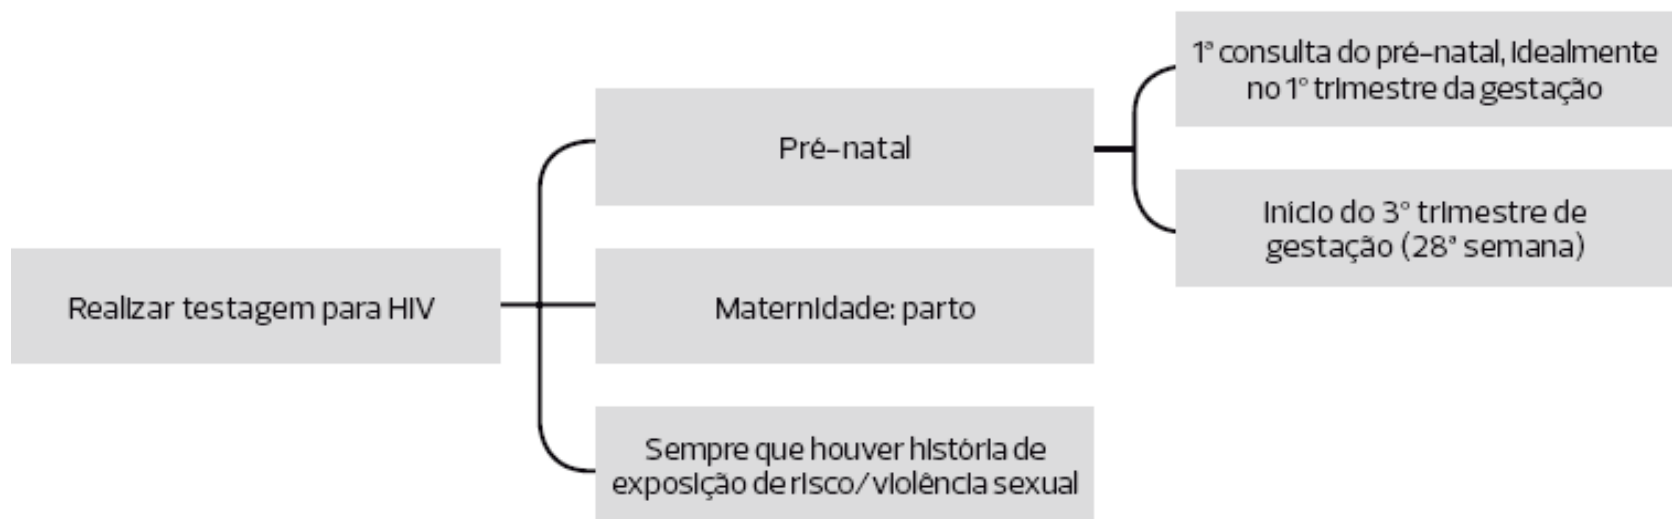 Realizar testagem para HIV
Pré-natal
1ª consulta do pré-natal, idealmente
no 1º trimestre da gestação
Início do 3º trimestre de
gestação (28ª semana)
Maternidade: parto
Sempre que houver história de
exposição de risco/violência sexual